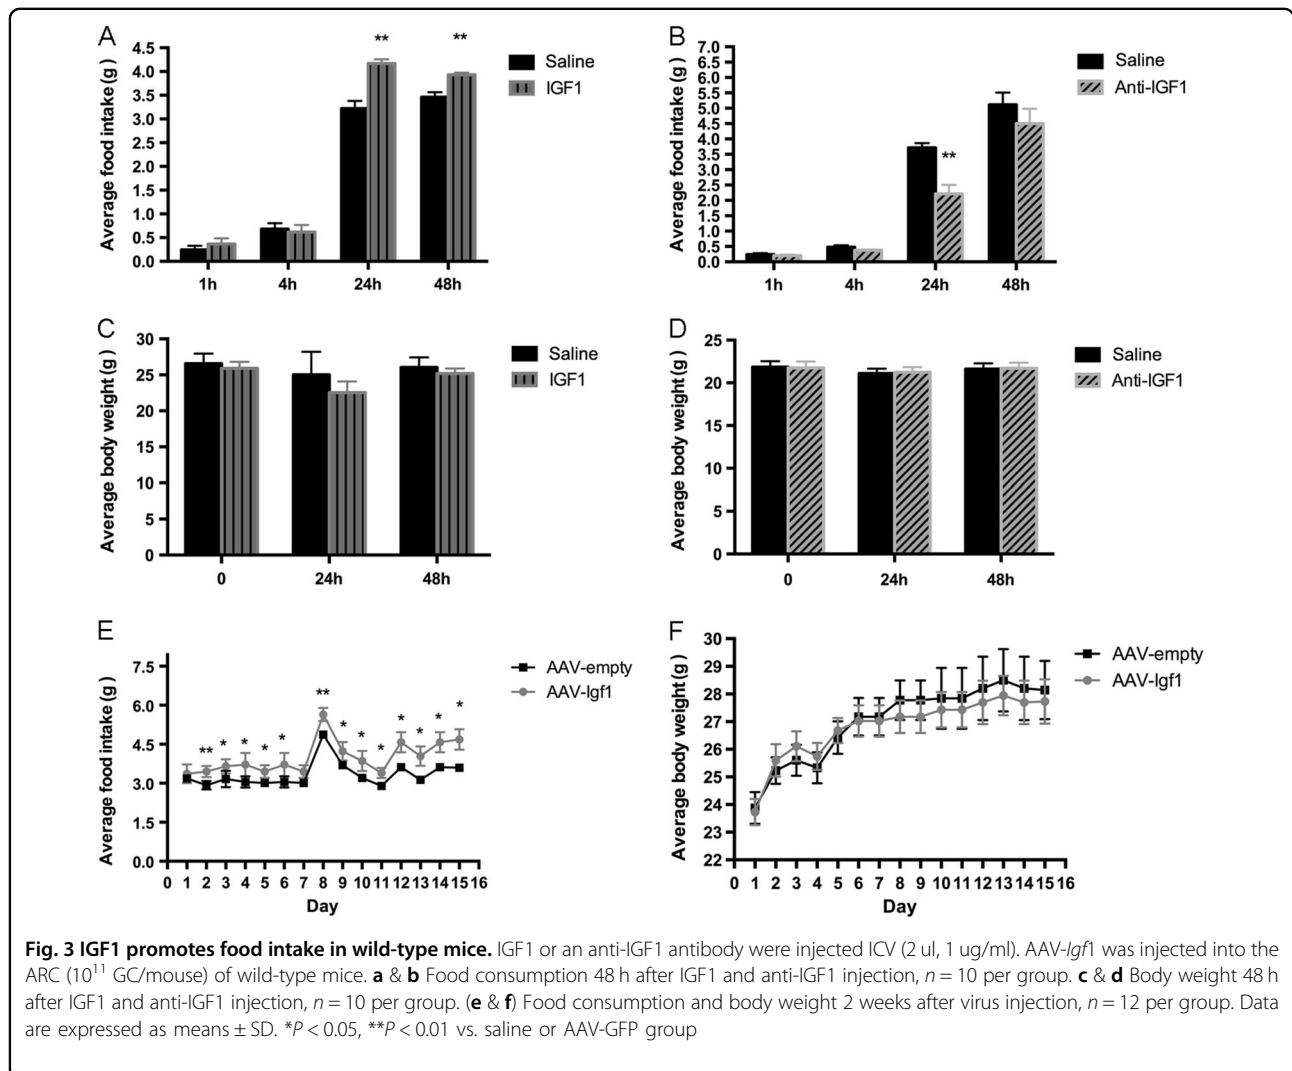 A
Average food intake (g)
4.5
4.0
3.5
3.0
2.5
2.0
1.5
1.0
0.5
0.0
** **
Saline
IGF1
1h 4h 24h 48h
B
Average food intake (g)
7.0
6.5
6.0
5.5
5.0
4.5
4.0
3.5
3.0
2.5
2.0
1.5
1.0
0.5
0.0
**
Saline
Anti-IGF1
1h 4h 24h 48h
C
Average body weight(g)
30
25
20
15
10
5
0
Saline
IGF1
0 24h 48h
D
Average body weight(g)
25
20
15
10
5
0
Saline
Anti-IGF1
0 24h 48h
E
Average food intake (g)
7.5
6.0
4.5
3.0
1.5
0.0
** * * * * ** * * * * * * *
AAV-empty
AAV-Igf1
0 1 2 3 4 5 6 7 8 9 10 11 12 13 14 15 16
Day
F
Average body weight(g)
30
29
28
27
26
25
24
23
22
AAV-empty
AAV-Igf1
0 1 2 3 4 5 6 7 8 9 10 11 12 13 14 15 16
Day
Fig. 3 IGF1 promotes food intake in wild-type mice. IGF1 or an anti-IGF1 antibody were injected ICV (2 ul, 1 ug/ml). AAV-Igf1 was injected into the
ARC (10¹¹ GC/mouse) of wild-type mice. a & b Food consumption 48 h after IGF1 and anti-IGF1 injection, n = 10 per group. c & d Body weight 48 h
after IGF1 and anti-IGF1 injection, n = 10 per group. (e & f) Food consumption and body weight 2 weeks after virus injection, n = 12 per group. Data
are expressed as means ± SD. *P < 0.05, **P < 0.01 vs. saline or AAV-GFP group